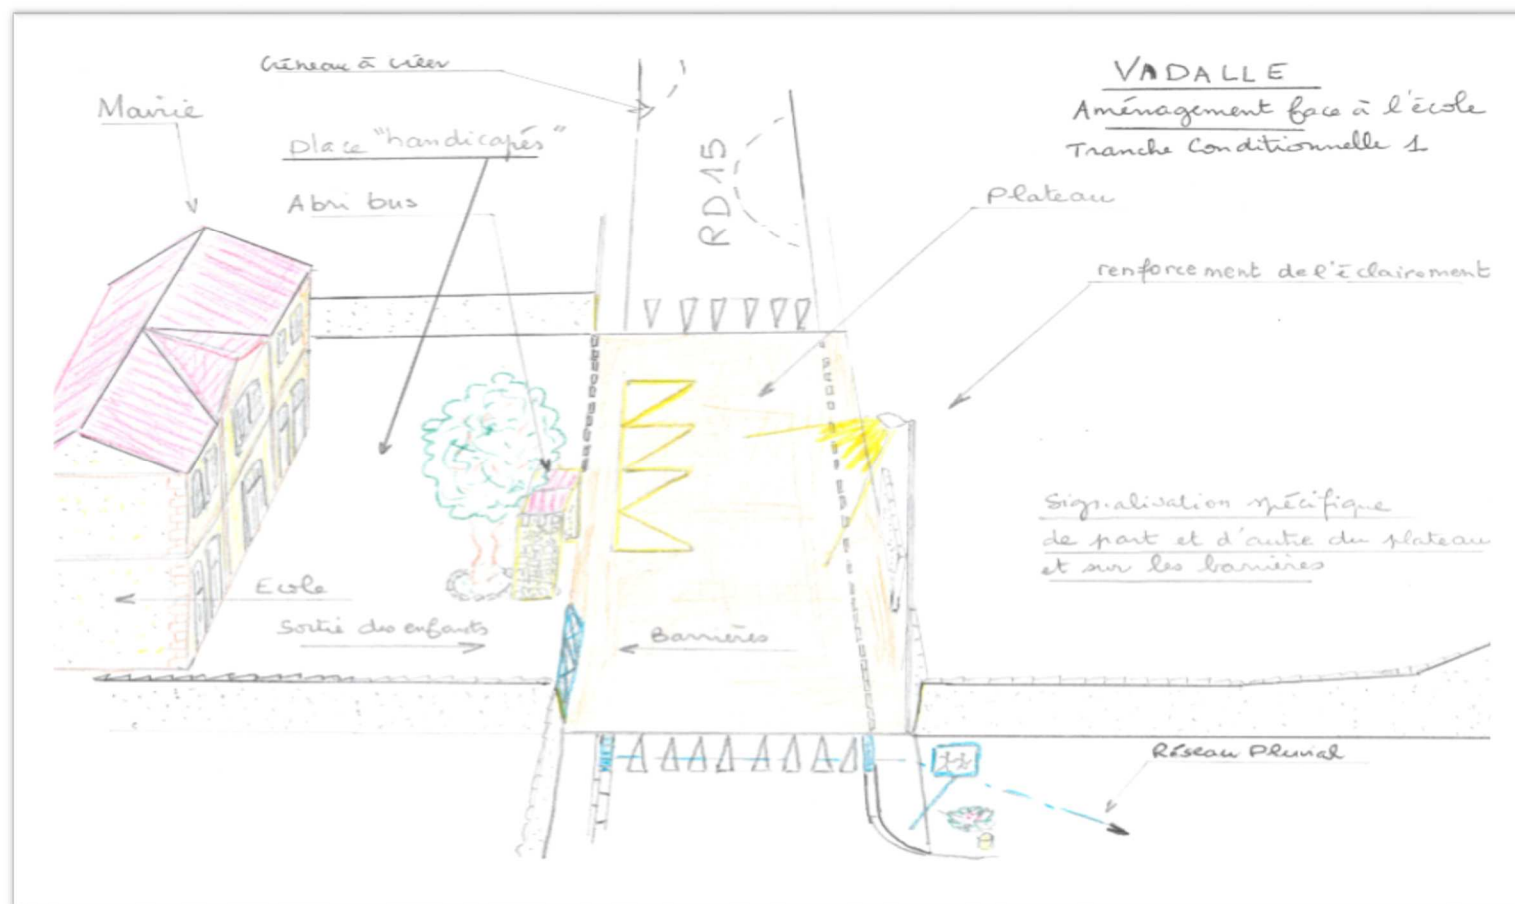 VADALLE
Aménagement face à l'école
Tranche Conditionnelle 1
Créneau à créer
Mairie
Place "handicapés"
Abri bus
RD 15
Plateau
renforcement de l'éclairement
Signalisation spécifique
de part et d'autre du plateau
et sur les barrières
Ecole
Sortie des enfants
Barrières
Réseau Pluvial